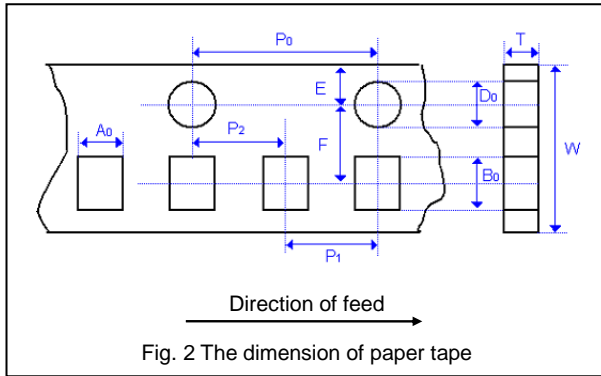 P0
T
E
D0
A0
P2
F
W
B0
P1
Direction of feed
Fig. 2 The dimension of paper tape